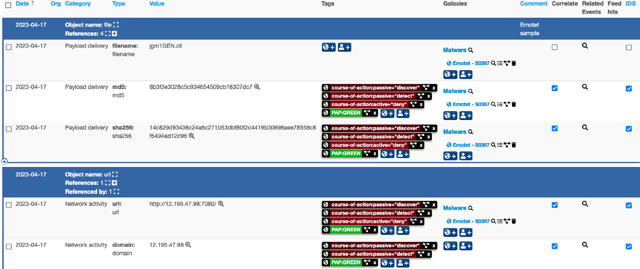 Date ↑ Org Category Type Value Tags Galaxies Comment Correlate Related Events Feed hits IDS
2023-04-17 Object name: file
References: 4
Emotet sample
2023-04-17 Payload delivery filename: filename
Malware
Emotet - S0367
2023-04-17 Payload delivery md5: md5
course-of-action:passive="discover" x
course-of-action:passive="detect" x
course-of-action:active="deny" x
PAP:GREEN x
Malware
Emotet - S0367
2023-04-17 Payload delivery sha256: sha256
course-of-action:passive="discover" x
course-of-action:passive="detect" x
course-of-action:active="deny" x
PAP:GREEN x
Malware
Emotet - S0367
2023-04-17 Object name: url
References: 1
Referenced by: 1
2023-04-17 Network activity url: url
http://12.195.47.98:7080/
course-of-action:passive="discover" x
course-of-action:passive="detect" x
course-of-action:active="deny" x
PAP:GREEN x
Malware
Emotet - S0367
2023-04-17 Network activity domain: domain
12.195.47.98
course-of-action:passive="discover" x
course-of-action:passive="detect" x
PAP:GREEN x